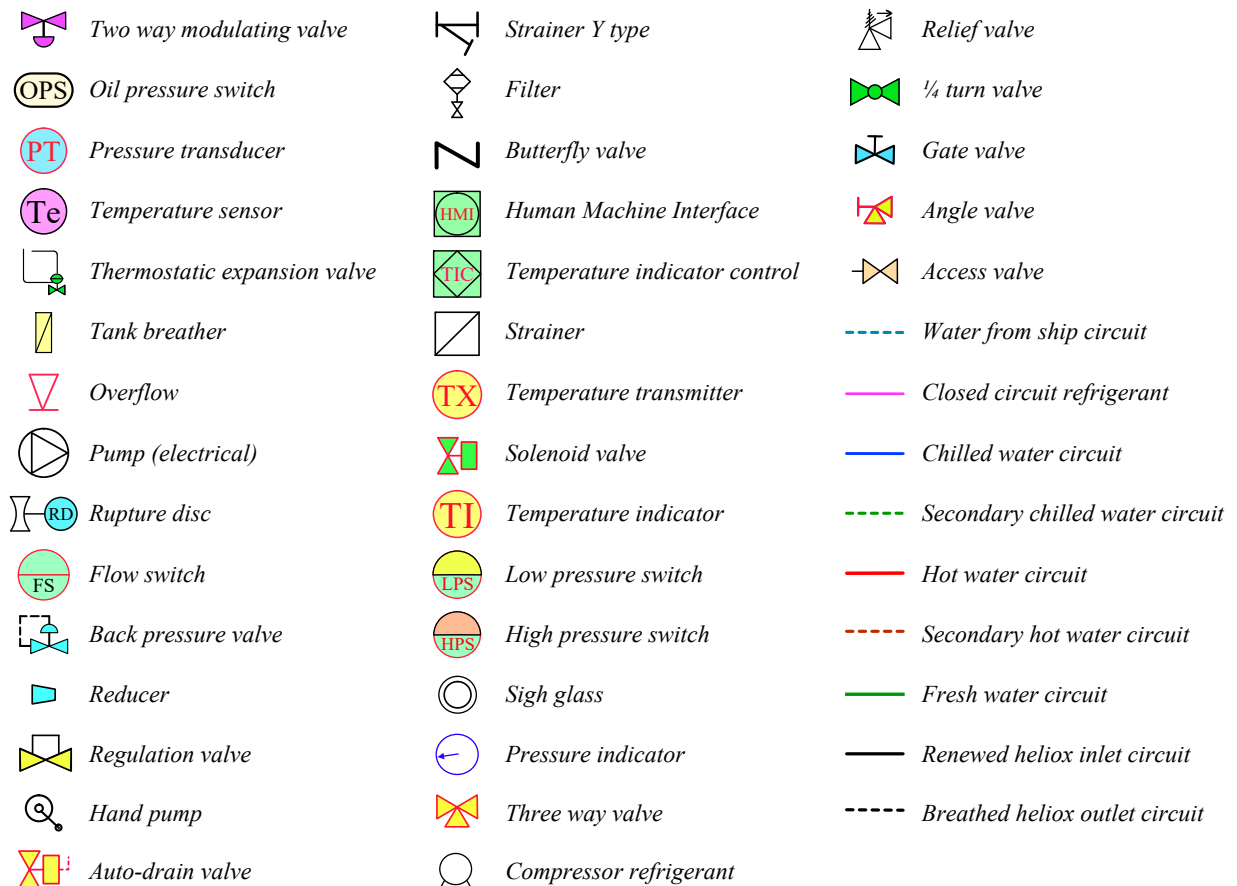 Two way modulating valve
OPS Oil pressure switch
PT Pressure transducer
Te Temperature sensor
Thermostatic expansion valve
Tank breather
Overflow
Pump (electrical)
RD Rupture disc
FS Flow switch
Back pressure valve
Reducer
Regulation valve
Hand pump
Auto-drain valve
Strainer Y type
Filter
Butterfly valve
HMI Human Machine Interface
TIC Temperature indicator control
Strainer
TX Temperature transmitter
Solenoid valve
TI Temperature indicator
LPS Low pressure switch
HPS High pressure switch
Sigh glass
Pressure indicator
Three way valve
Compressor refrigerant
Relief valve
¼ turn valve
Gate valve
Angle valve
Access valve
Water from ship circuit
Closed circuit refrigerant
Chilled water circuit
Secondary chilled water circuit
Hot water circuit
Secondary hot water circuit
Fresh water circuit
Renewed heliox inlet circuit
Breathed heliox outlet circuit